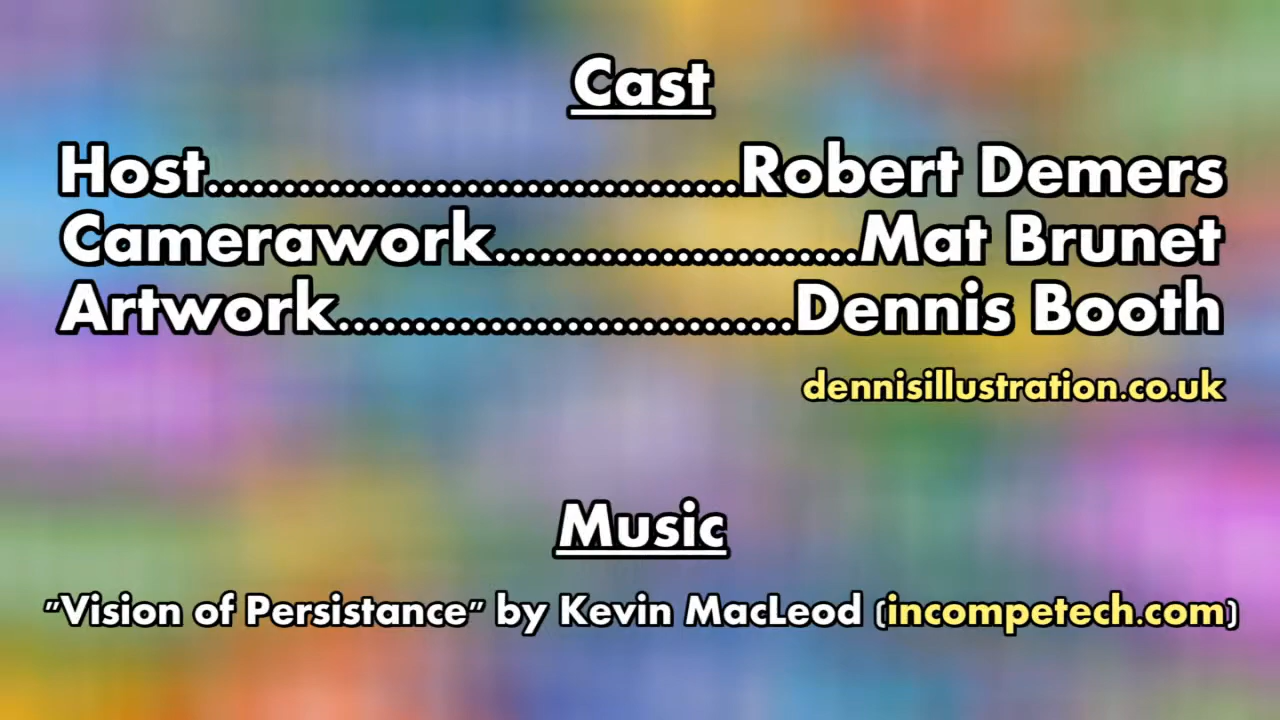 Cast
Host...................................Robert Demers
Camerawork........................Mat Brunet
Artwork..............................Dennis Booth
dennisillustration.co.uk
Music
"Vision of Persistance" by Kevin MacLeod (incompetech.com)